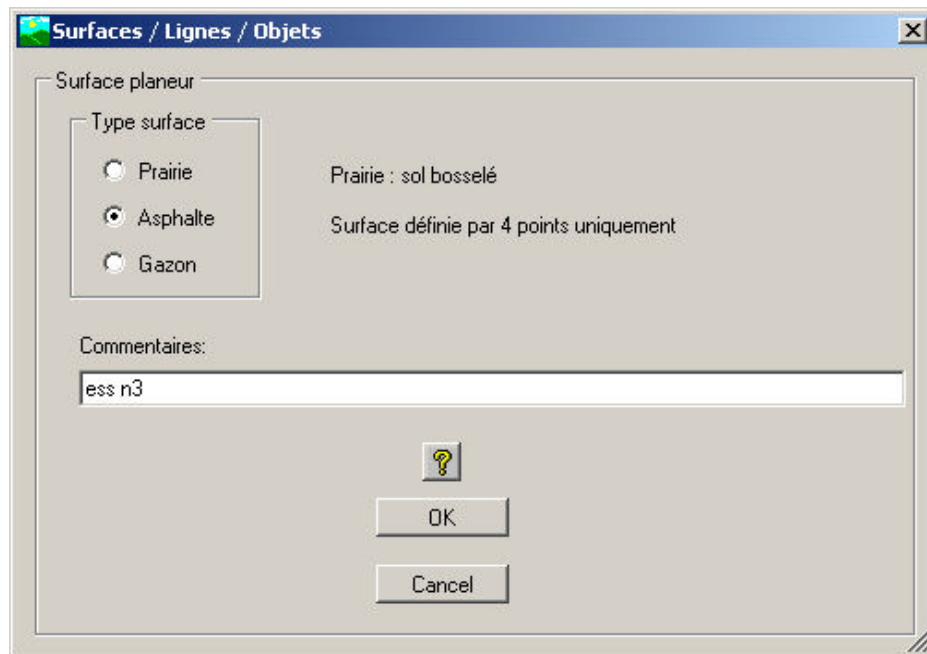 Surfaces / Lignes / Objets
Surface planeur
Type surface
Prairie
Asphalte
Gazon
Prairie : sol bosselé
Surface définie par 4 points uniquement
Commentaires:
ess n3
?
OK
Cancel